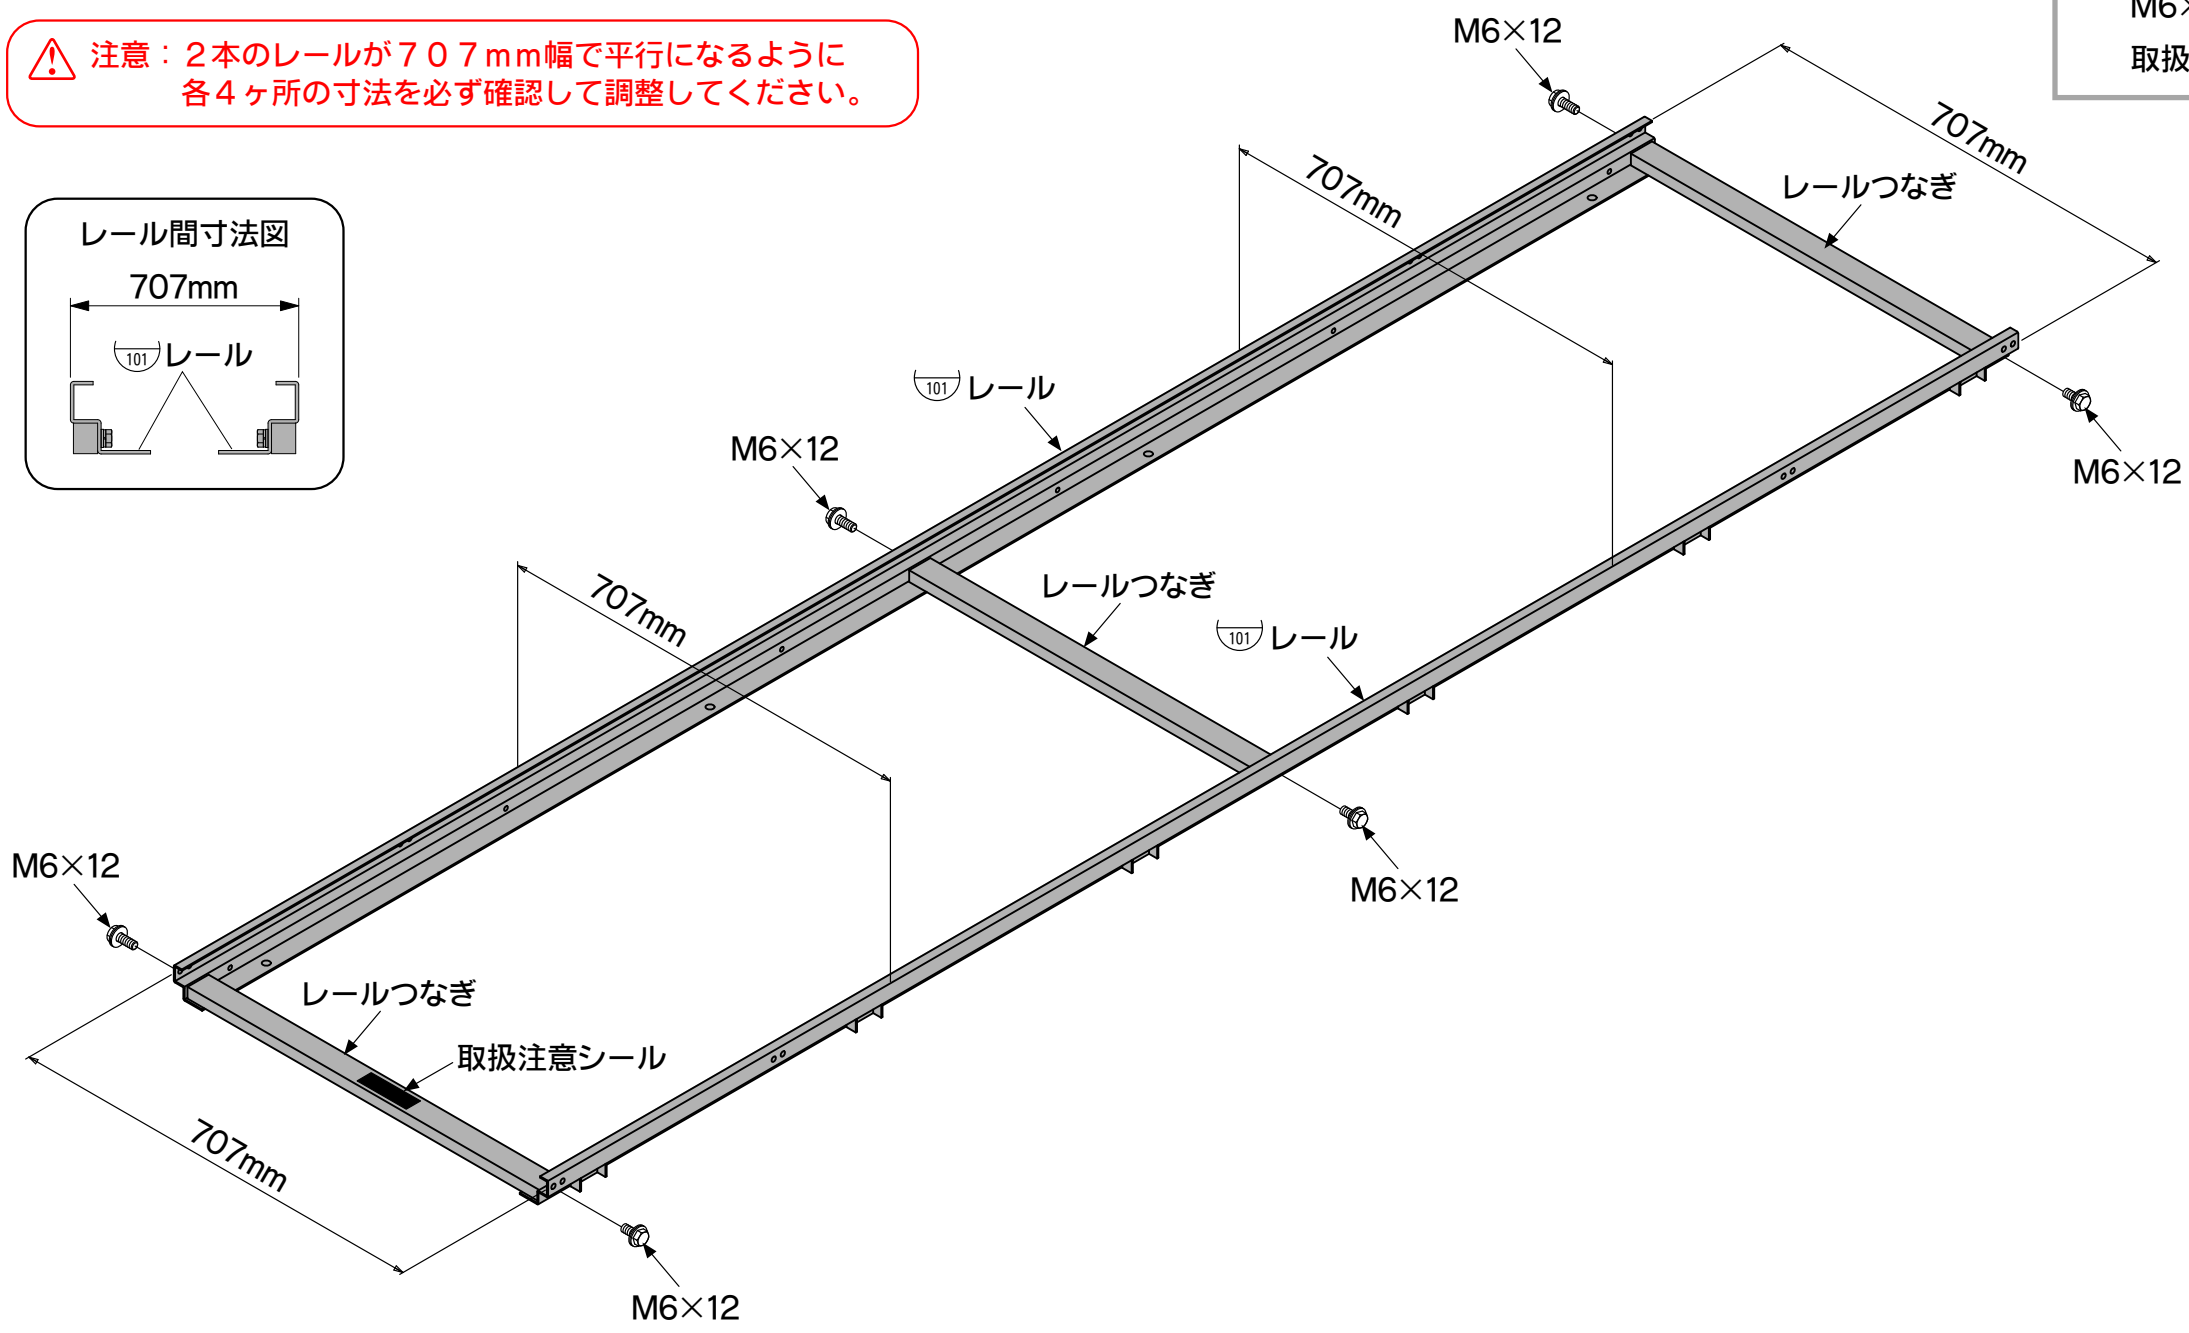 注意：２本のレールが７０７ｍｍ幅で平行になるように
各４ヶ所の寸法を必ず確認して調整してください。
M6×
取扱
M6×12
707mm
707mm
レールつなぎ
レール間寸法図
707mm
101 レール
101 レール
M6×12
M6×12
707mm
レールつなぎ
101 レール
M6×12
M6×12
レールつなぎ
取扱注意シール
707mm
M6×12